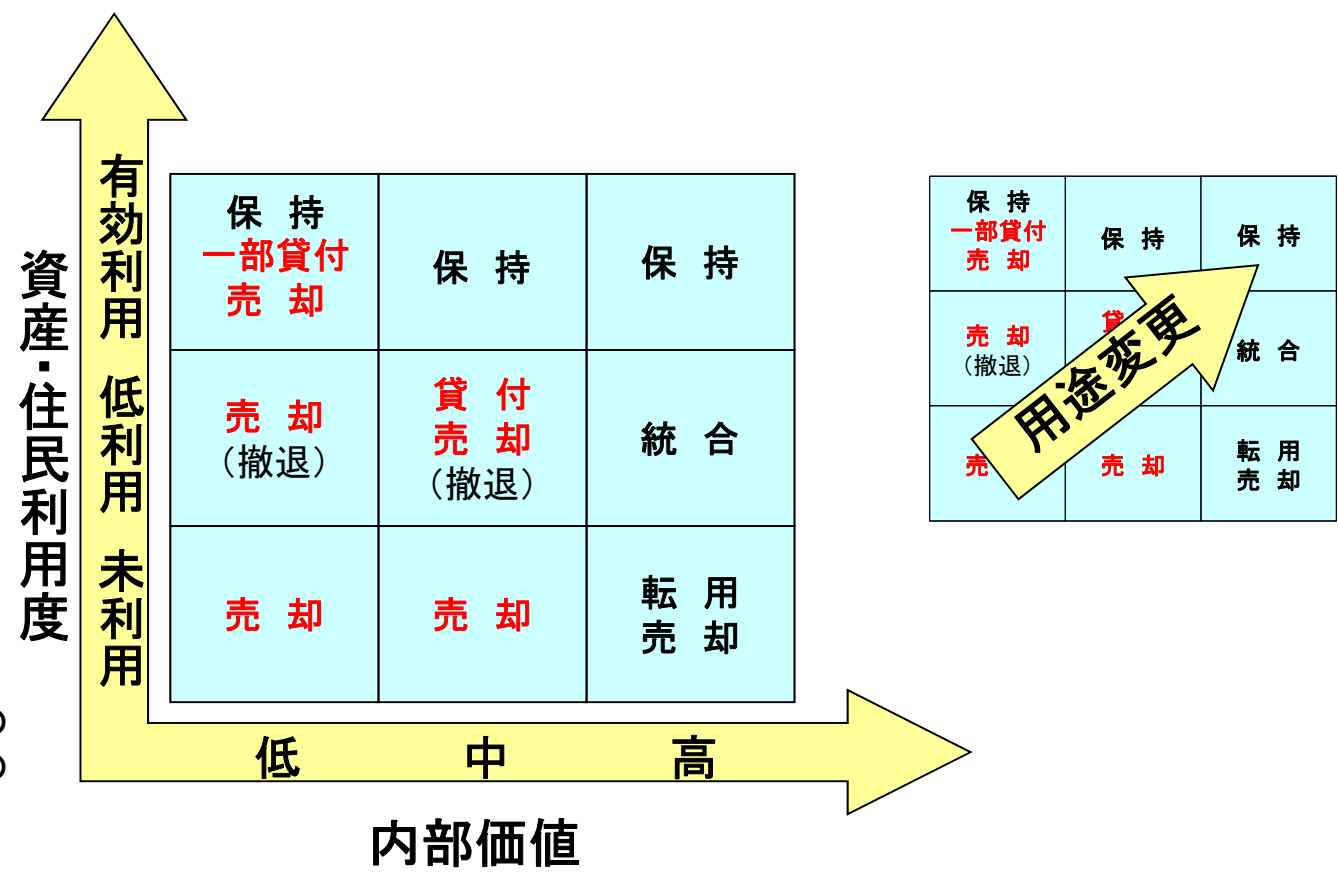 資産・住民利用度
有効利用 低利用 未利用
保 持
一部貸付
売 却
保 持
保 持
売 却
（撤退）
貸 付
売 却
（撤退）
統 合
売 却
売 却
転 用
売 却
低 中 高
内部価値
保 持
一部貸付
売 却
保 持
保 持
売 却
（撤退）
貸
統 合
売
売 却
転 用
売 却
用途変更